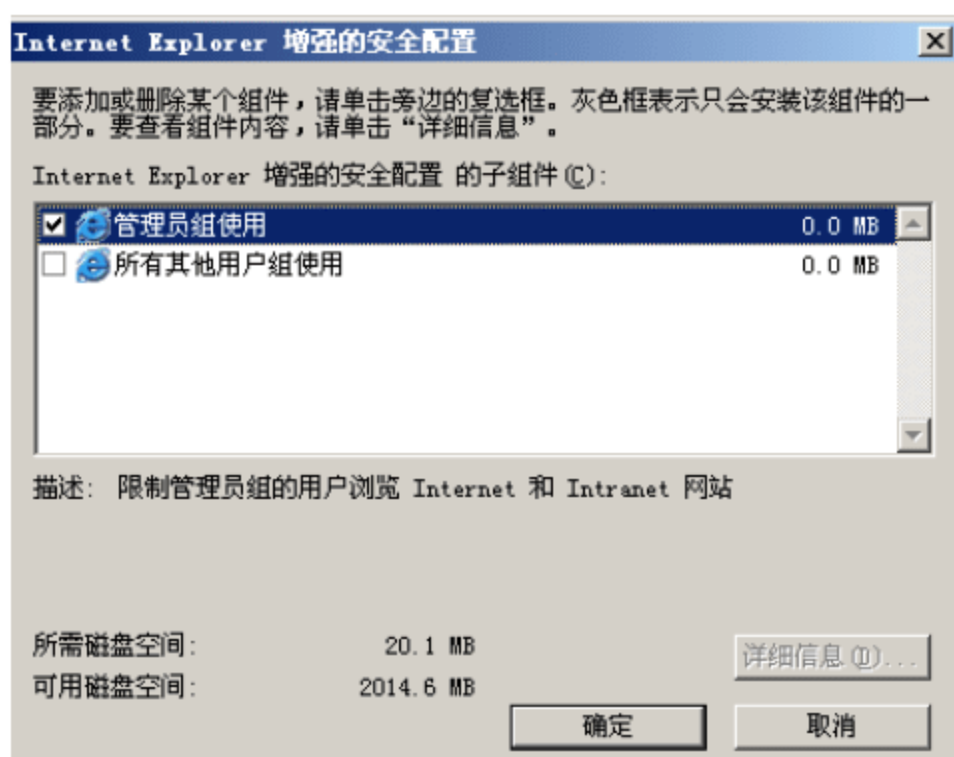 Internet Explorer 增强的安全配置
要添加或删除某个组件，请单击旁边的复选框。灰色框表示只会安装该组件的一
部分。要查看组件内容，请单击“详细信息”。
Internet Explorer 增强的安全配置 的子组件(C):
管理员组使用 0.0 MB
所有其他用户组使用 0.0 MB
描述: 限制管理员组的用户浏览 Internet 和 Intranet 网站
所需磁盘空间: 20.1 MB
详细信息(D)...
可用磁盘空间: 2014.6 MB
确定 取消